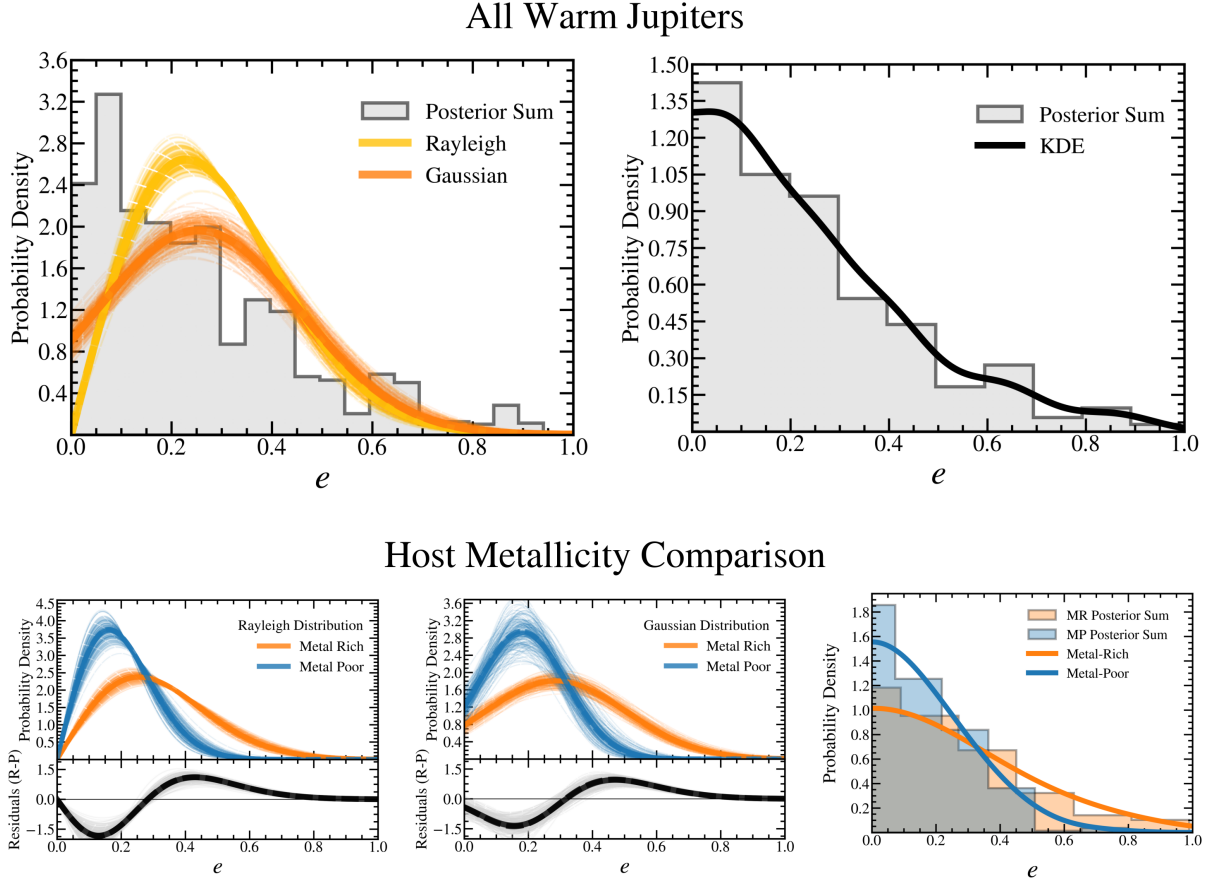 All Warm Jupiters
Probability Density
3.6
3.2
2.8
2.4
2.0
1.6
1.2
0.8
0.4
0.0
0.2
0.4
0.6
0.8
1.0
e
Posterior Sum
Rayleigh
Gaussian
Probability Density
1.50
1.35
1.20
1.05
0.90
0.75
0.60
0.45
0.30
0.15
0.0
0.2
0.4
0.6
0.8
1.0
e
Posterior Sum
KDE
Host Metallicity Comparison
Probability Density
4.5
4.0
3.5
3.0
2.5
2.0
1.5
1.0
0.5
Rayleigh Distribution
Metal Rich
Metal Poor
Residuals (R-P)
1.5
0.0
−1.5
0.0
0.2
0.4
0.6
0.8
1.0
e
Probability Density
3.6
3.2
2.8
2.4
2.0
1.6
1.2
0.8
0.4
Gaussian Distribution
Metal Rich
Metal Poor
Residuals (R-P)
1.5
0.0
−1.5
0.0
0.2
0.4
0.6
0.8
1.0
e
Probability Density
1.8
1.6
1.4
1.2
1.0
0.8
0.6
0.4
0.2
MR Posterior Sum
MP Posterior Sum
Metal-Rich
Metal-Poor
0.0
0.2
0.4
0.6
0.8
1.0
e